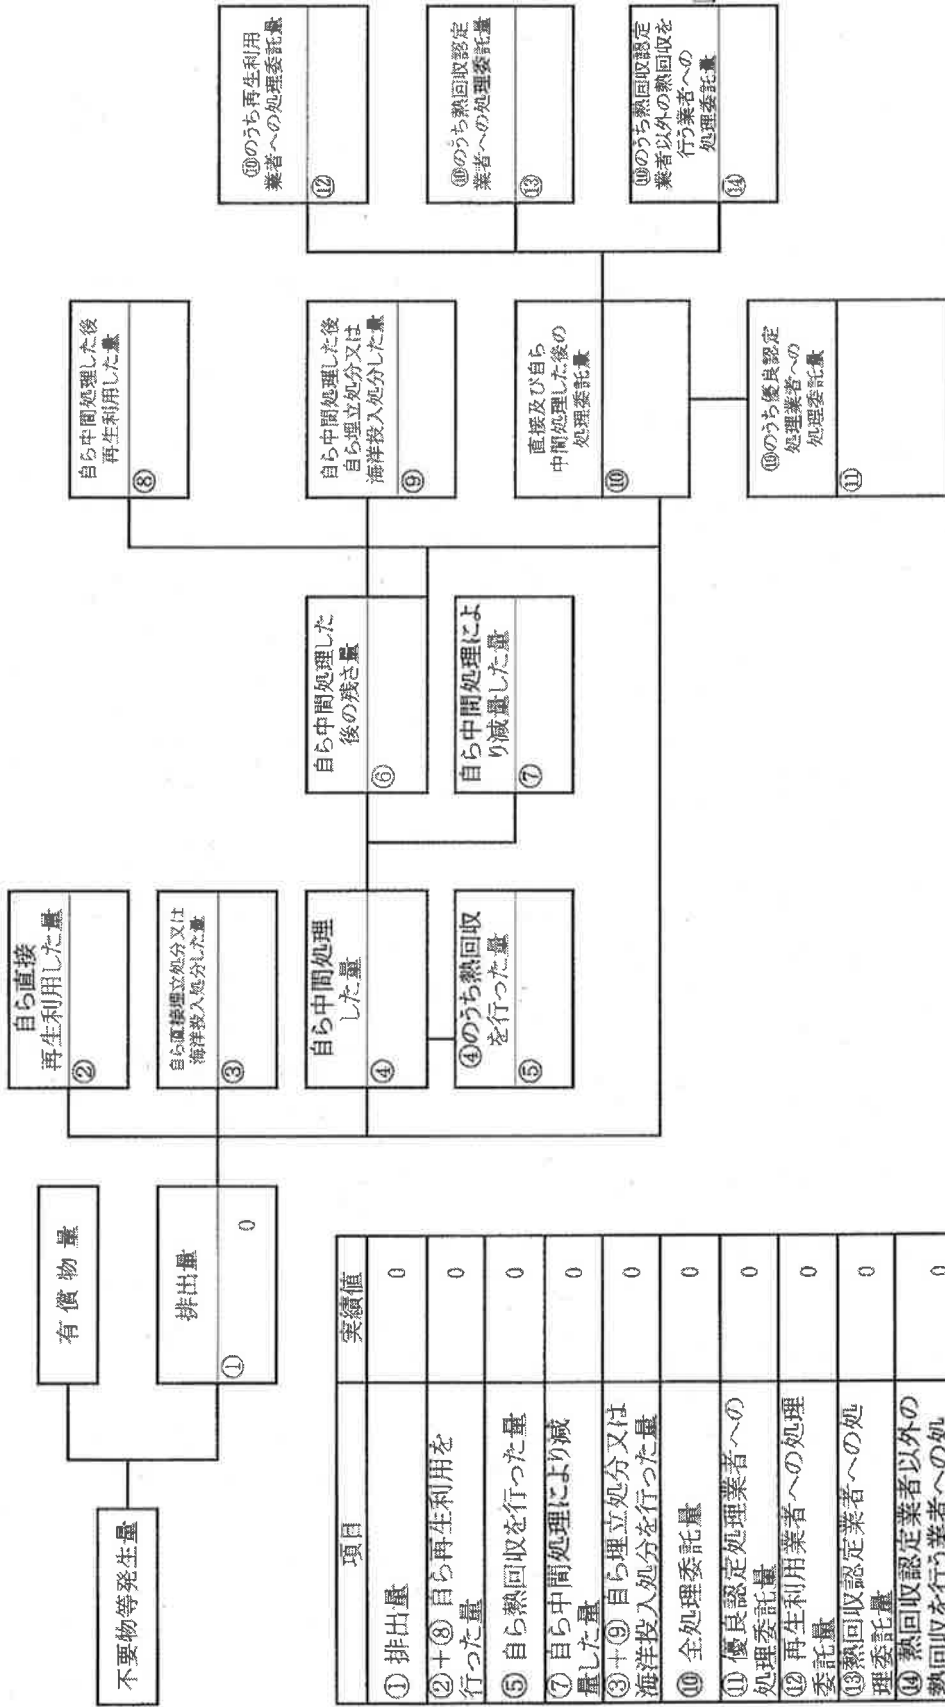 不要物等発生量
有償物量
排出量
①
0
自ら直接
再生利用した量
②
自ら直接埋立処分又は
海洋投入処分した量
③
自ら中間処理
した量
④
④のうち熱回収
を行った量
⑤
自ら中間処理した
後の残さ量
⑥
自ら中間処理によ
り減量した量
⑦
自ら中間処理した後
再生利用した量
⑧
自ら中間処理した後
自ら埋立処分又は
海洋投入処分した量
⑨
直接及び自ら
中間処理した後の
処理委託量
⑩
⑩のうち優良認定
処理業者への
処理委託量
⑪
⑩のうち再生利用
業者への処理委託量
⑫
⑩のうち熱回収認定
業者への処理委託量
⑬
⑩のうち熱回収認定
業者以外の熱回収を
行う業者への
処理委託量
⑭
項目 実績値
①排出量 0
②+⑧ 自ら再生利用を
行った量 0
⑤ 自ら熱回収を行った量 0
⑦ 自ら中間処理により減
量した量 0
③+⑨ 自ら埋立処分又は
海洋投入処分を行った量 0
⑩ 全処理委託量 0
⑪ 優良認定処理業者への
処理委託量 0
⑫ 再生利用業者への処理
委託量 0
⑬熱回収認定業者への処
理委託量 0
⑭ 熱回収認定業者以外の
熱回収を行う業者への処 0